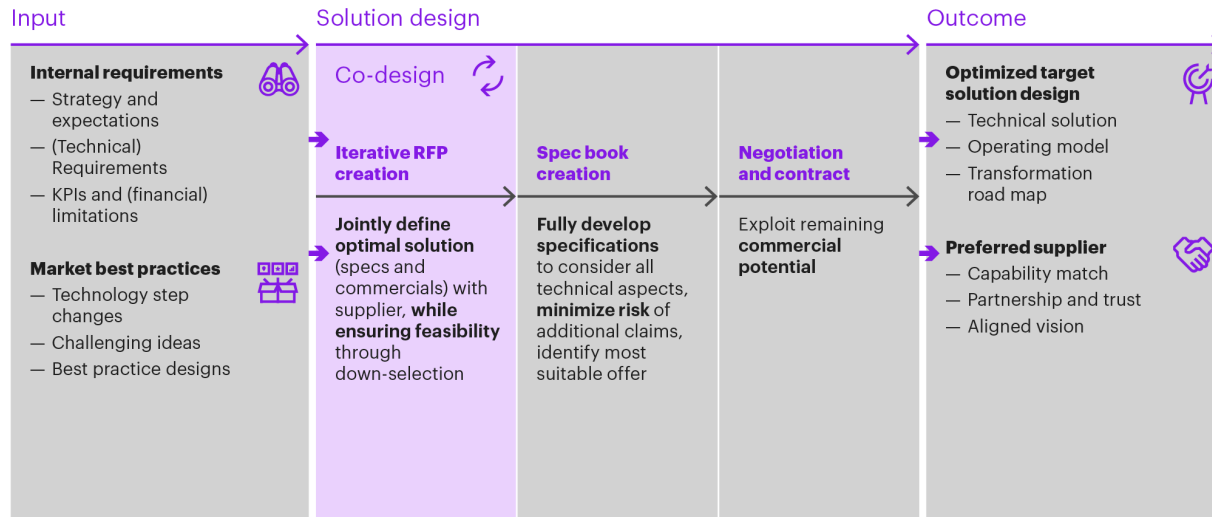 Input
Internal requirements
— Strategy and
expectations
— (Technical)
Requirements
— KPIs and (financial)
limitations
Market best practices
— Technology step
changes
— Challenging ideas
— Best practice designs
Solution design
Co-design
Iterative RFP
creation
Jointly define
optimal solution
(specs and
commercials) with
supplier, while
ensuring feasibility
through
down-selection
Spec book
creation
Fully develop
specifications
to consider all
technical aspects,
minimize risk of
additional claims,
identify most
suitable offer
Negotiation
and contract
Exploit remaining
commercial
potential
Outcome
Optimized target
solution design
— Technical solution
— Operating model
— Transformation
road map
Preferred supplier
— Capability match
— Partnership and trust
— Aligned vision